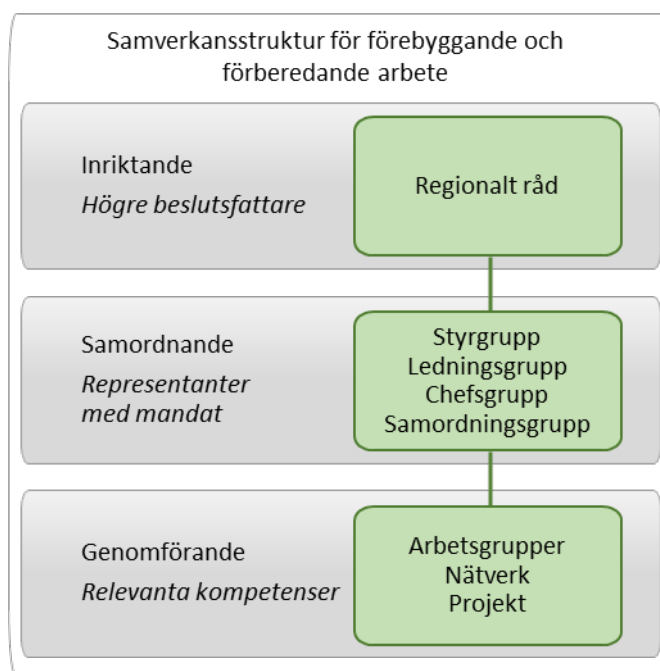 Samverkansstruktur för förebyggande och
förberedande arbete
Inriktande
Högre beslutsfattare
Regionalt råd
Samordnande
Representanter
med mandat
Styrgrupp
Ledningsgrupp
Chefsgrupp
Samordningsgrupp
Genomförande
Relevanta kompetenser
Arbetsgrupper
Nätverk
Projekt